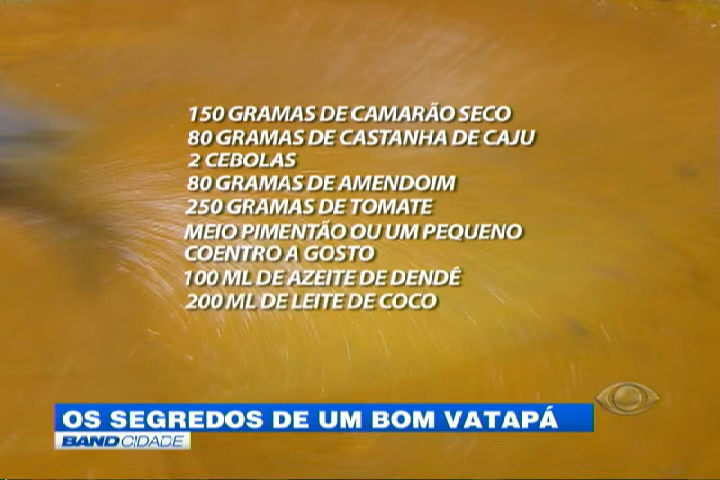 150 GRAMAS DE CAMARÃO SECO
80 GRAMAS DE CASTANHA DE CAJU
2 CEBOLAS
80 GRAMAS DE AMENDOIM
250 GRAMAS DE TOMATE
MEIO PIMENTÃO OU UM PEQUENO
COENTRO A GOSTO
100 ML DE AZEITE DE DENDÊ
200 ML DE LEITE DE COCO
OS SEGREDOS DE UM BOM VATAPÁ
BAND CIDADE